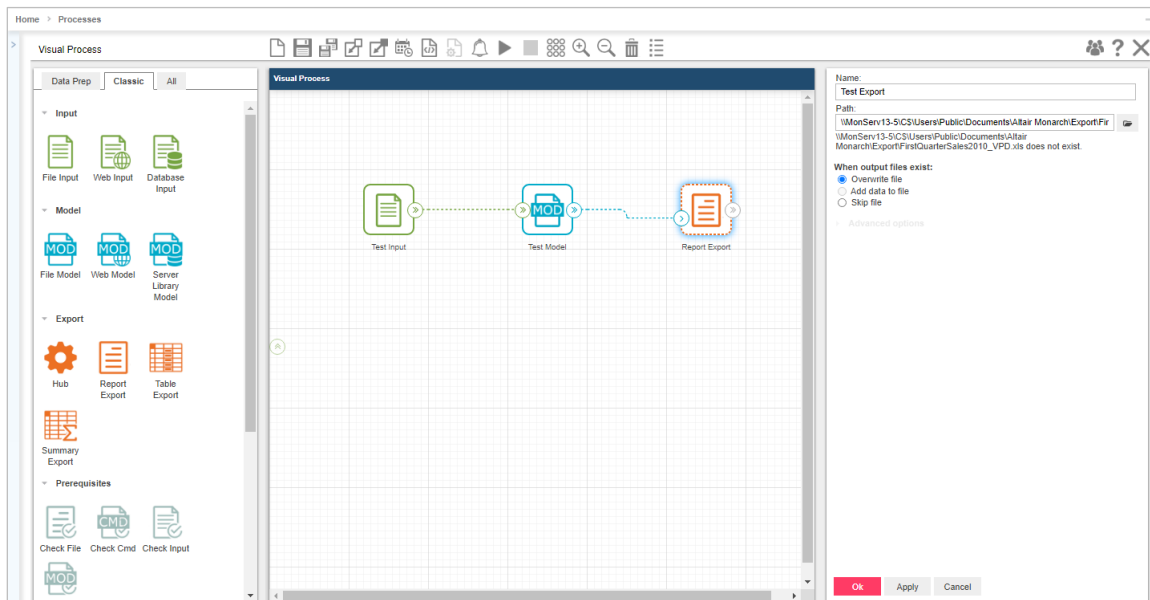 Home > Processes
>
Visual Process
?
Data Prep Classic All
Input
File Input Web Input Database
Input
Model
MOD MOD MOD
File Model Web Model Server
Library
Model
Export
Hub Report
Export Table
Export
Summary
Export
Prerequisites
CMD
Check File Check Cmd Check Input
MOD
Visual Process
MOD
Test Input Test Model Report Export
Name:
Test Export
Path:
\\MonServ13-5\C$\Users\Public\Documents\Altair Monarch\Export\Fir
\\MonServ13-5\C$\Users\Public\Documents\Altair
Monarch\Export\FirstQuarterSales2010_VPD.xls does not exist.
When output files exist:
Overwrite file
Add data to file
Skip file
Advanced options
Ok Apply Cancel